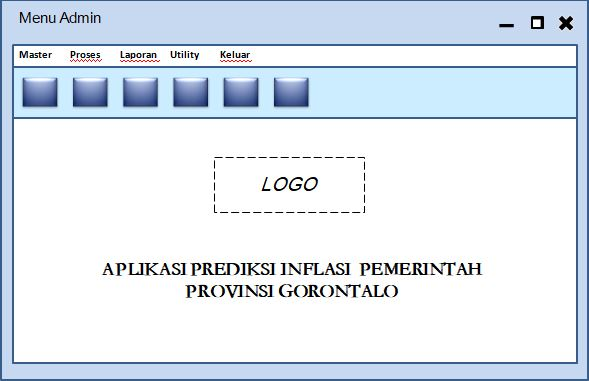 Menu Admin
Master Proses Laporan Utility Keluar
LOGO
APLIKASI PREDIKSI INFLASI PEMERINTAH
PROVINSI GORONTALO